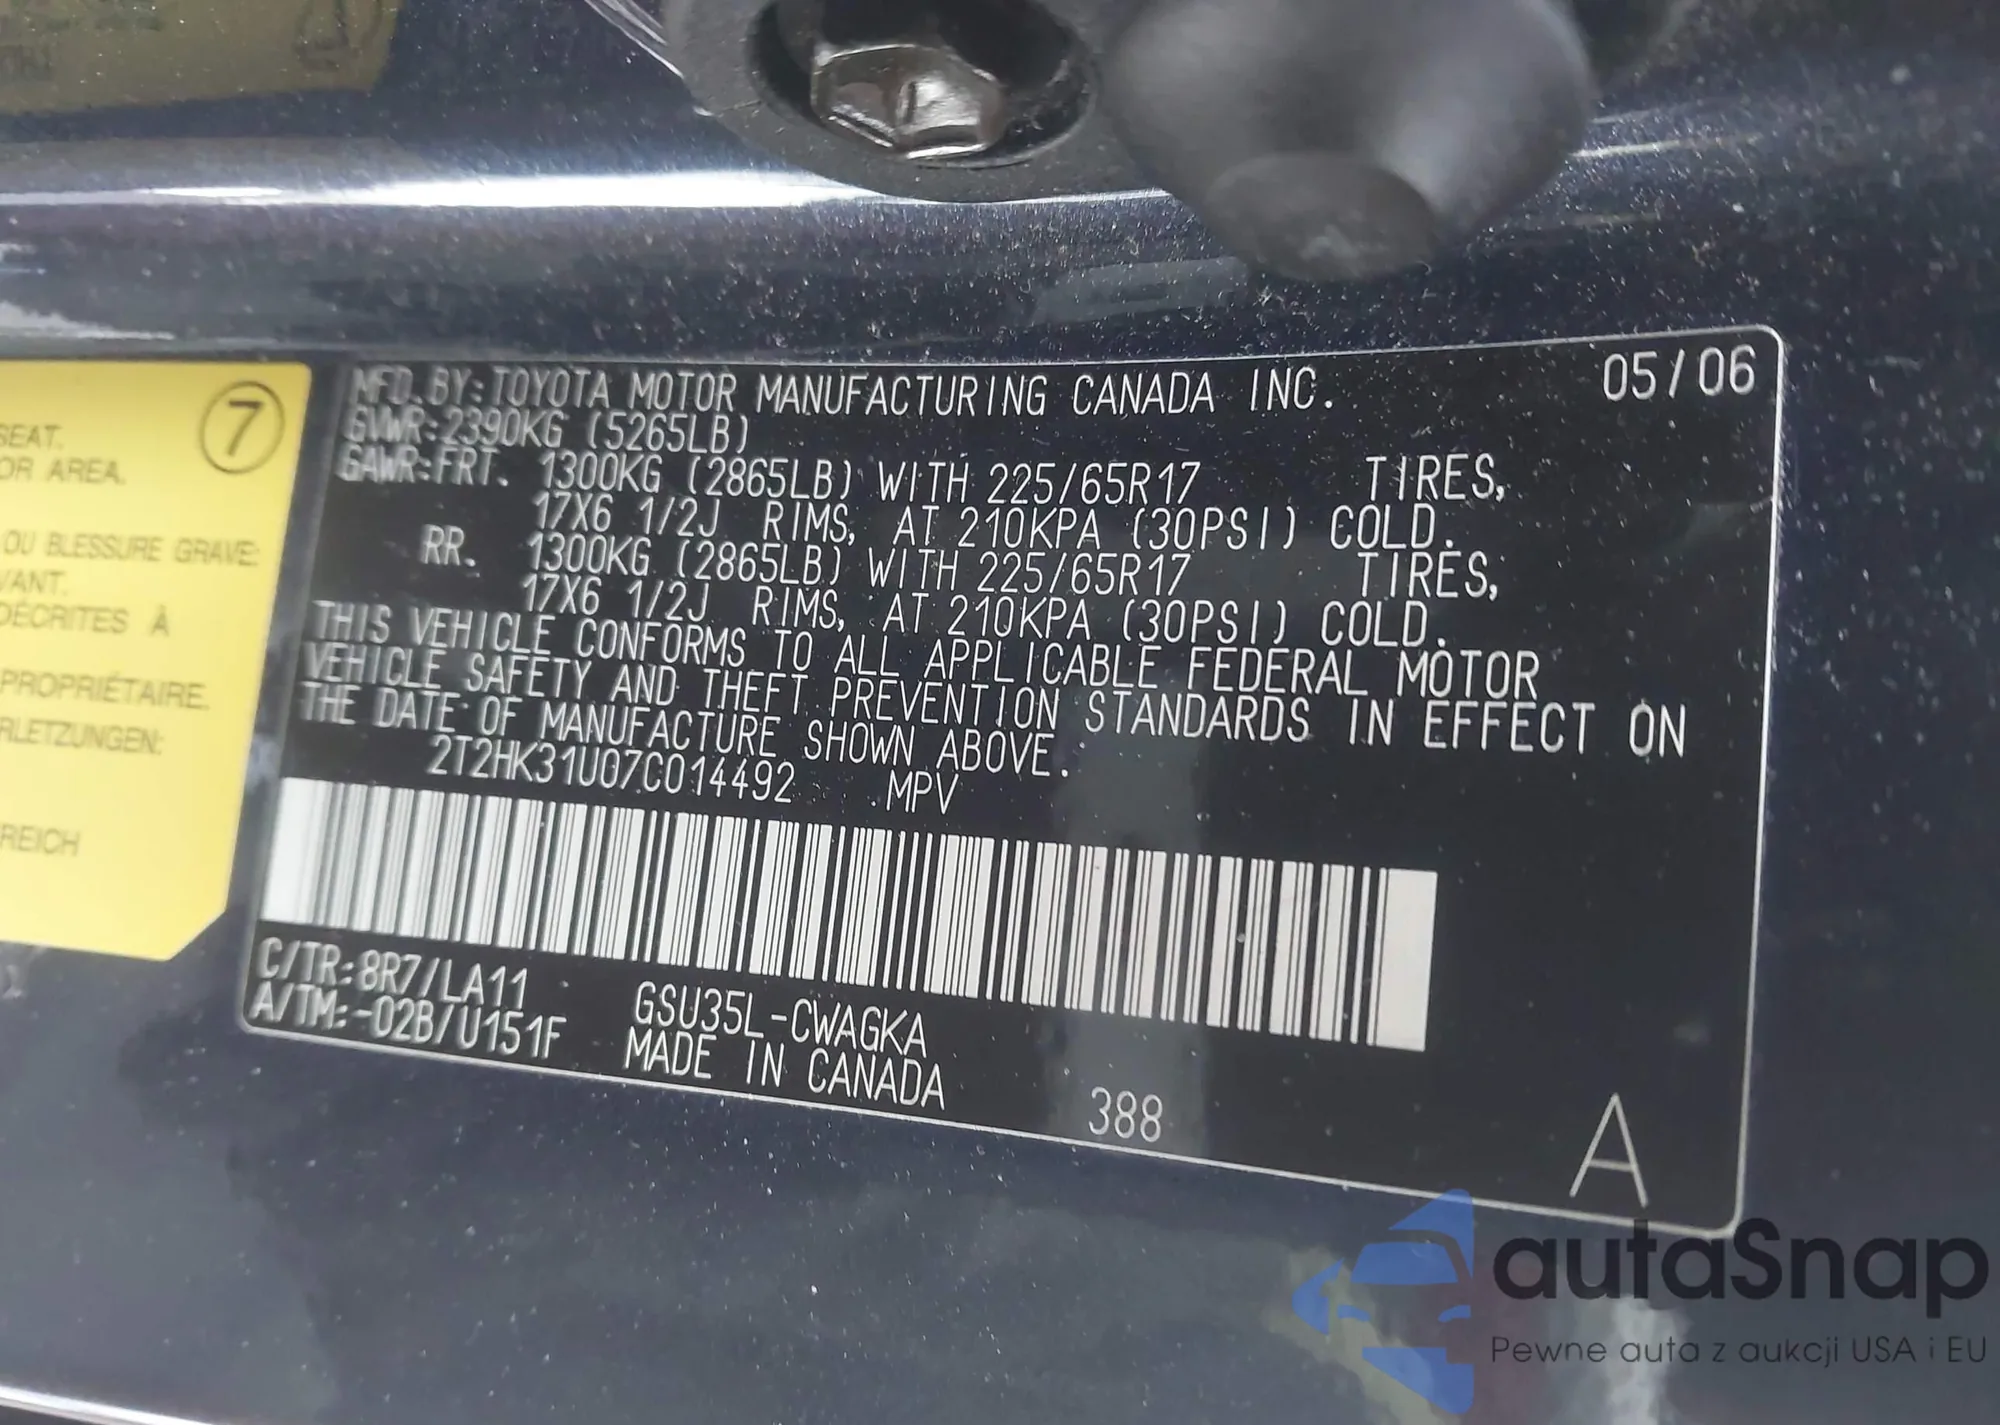 7
SEAT.
OR AREA.
OU BLESSURE GRAVE:
VANT.
DÉCRITES À
PROPRIÉTAIRE.
RLETZUNGEN:
REICH
MFD.BY:TOYOTA MOTOR MANUFACTURING CANADA INC. 05/06
GVWR:2390KG (5265LB)
GAWR:FRT. 1300KG (2865LB) WITH 225/65R17 TIRES,
17X6 1/2J RIMS, AT 210KPA (30PSI) COLD.
RR. 1300KG (2865LB) WITH 225/65R17 TIRES,
17X6 1/2J RIMS, AT 210KPA (30PSI) COLD.
THIS VEHICLE CONFORMS TO ALL APPLICABLE FEDERAL MOTOR
VEHICLE SAFETY AND THEFT PREVENTION STANDARDS IN EFFECT ON
THE DATE OF MANUFACTURE SHOWN ABOVE.
2T2HK31U07C014492 MPV
C/TR:8R7/LA11
A/TM:-02B/U151F
GSU35L-CWAGKA
MADE IN CANADA
388
A
autaSnap
Pewne auta z aukcji USA i EU